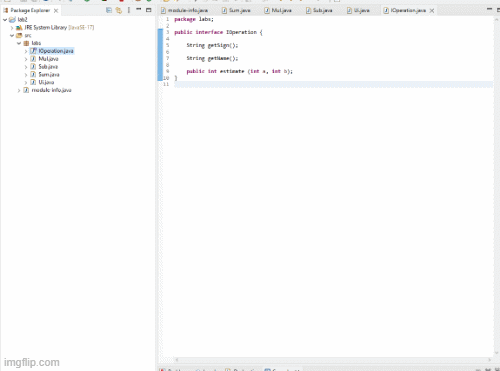 Package Explorer
lab2
JRE System Library [JavaSE-17]
src
labs
IOperation.java
Mul.java
Sub.java
Sum.java
Ui.java
module-info.java
module-info.java Sum.java Mul.java Sub.java Ui.java IOperation.java
1 package labs;
2
3 public interface IOperation {
4
5 String getSign();
6
7 String getName();
8
9 public int estimate (int a, int b);
10 }
11
imgflip.com